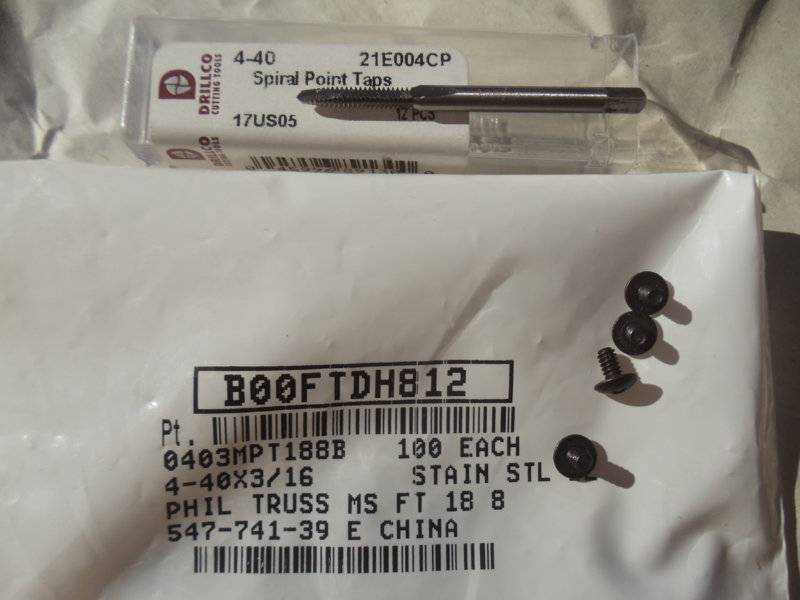 4-40 21E004CP
Spiral Point Taps
DRILLCO
CUTTING TOOLS
17US05 12 PCS
B00FTDH812
Pt.
0403MPT188B 100 EACH
4-40X3/16 STAIN STL
PHIL TRUSS MS FT 18 8
547-741-39 E CHINA